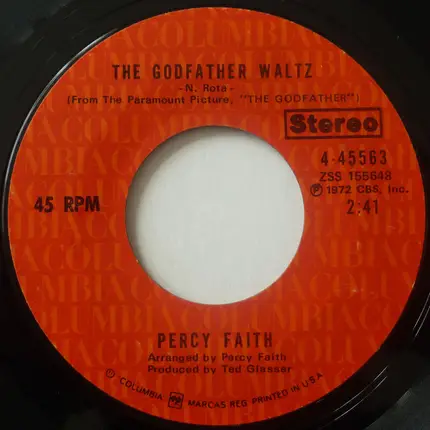 THE GODFATHER WALTZ
-N. Rota-
(From The Paramount Picture, "THE GODFATHER")
Stereo
4-45563
ZSS 155648
℗ 1972 CBS, Inc.
45 RPM
2:41
PERCY FAITH
Arranged by Percy Faith
Produced by Ted Glasser
© COLUMBIA MARCAS REG. PRINTED IN U.S.A.